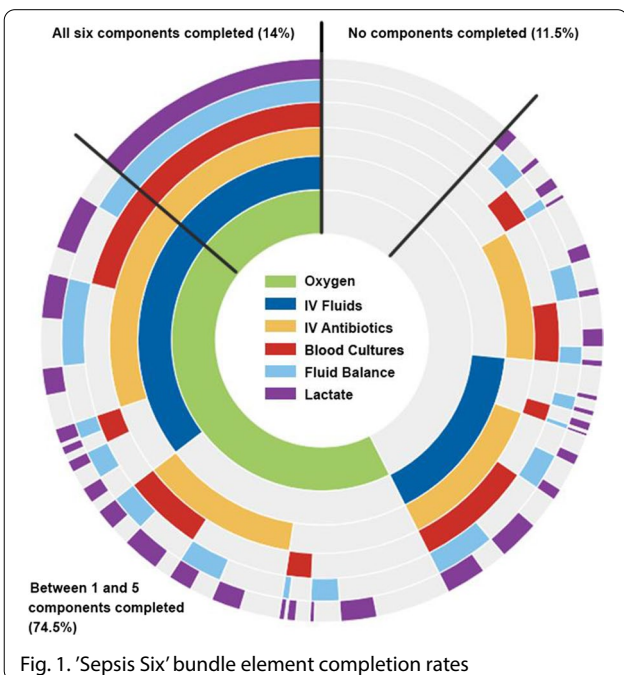 All six components completed (14%)
No components completed (11.5%)
Oxygen
IV Fluids
IV Antibiotics
Blood Cultures
Fluid Balance
Lactate
Between 1 and 5
components completed
(74.5%)
Fig. 1. 'Sepsis Six' bundle element completion rates